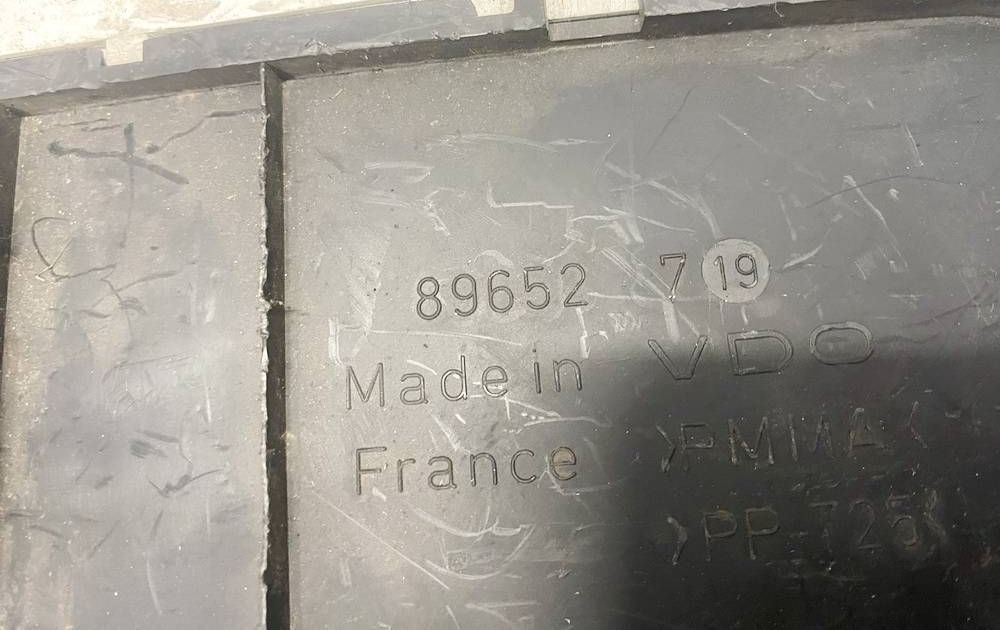 89652 7 19
Made in VDO
France >PMMA<
>PP-T25<